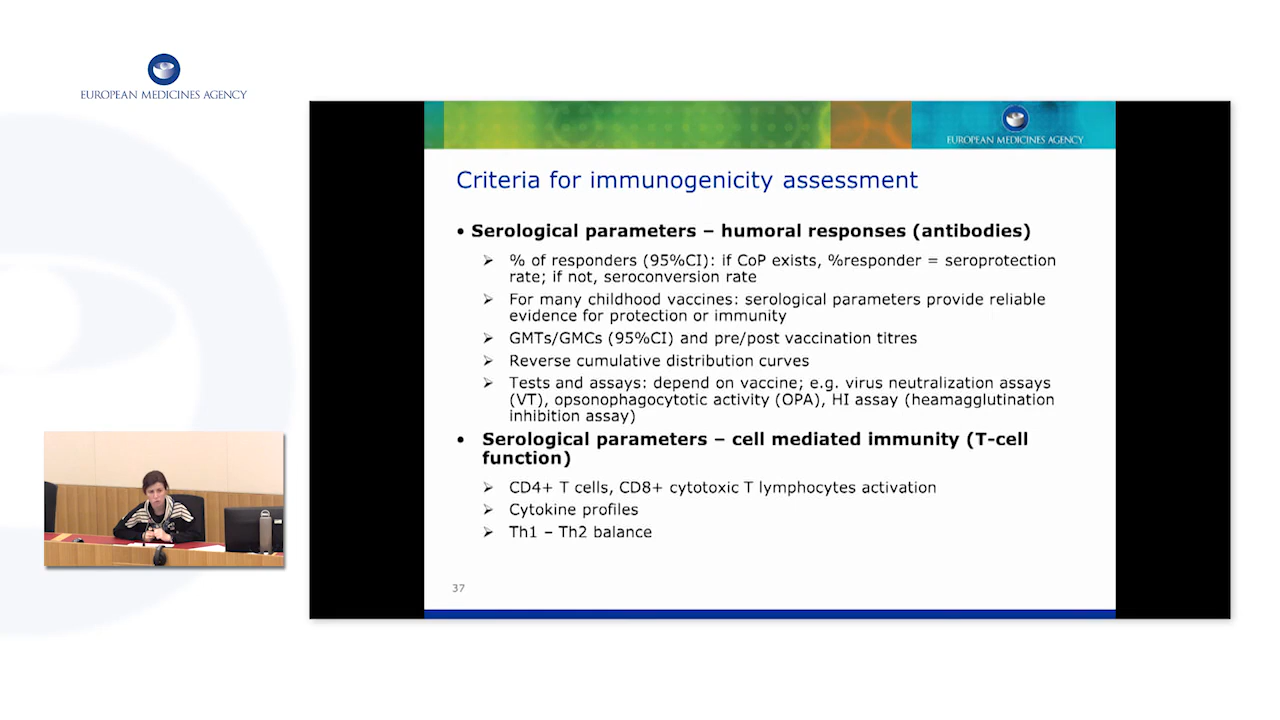 EUROPEAN MEDICINES AGENCY
EUROPEAN MEDICINES AGENCY
Criteria for immunogenicity assessment
• Serological parameters – humoral responses (antibodies)
➢ % of responders (95%CI): if CoP exists, %responder = seroprotection
rate; if not, seroconversion rate
➢ For many childhood vaccines: serological parameters provide reliable
evidence for protection or immunity
➢ GMTs/GMCs (95%CI) and pre/post vaccination titres
➢ Reverse cumulative distribution curves
➢ Tests and assays: depend on vaccine; e.g. virus neutralization assays
(VT), opsonophagocytotic activity (OPA), HI assay (heamagglutination
inhibition assay)
• Serological parameters – cell mediated immunity (T-cell
function)
➢ CD4+ T cells, CD8+ cytotoxic T lymphocytes activation
➢ Cytokine profiles
➢ Th1 – Th2 balance
37